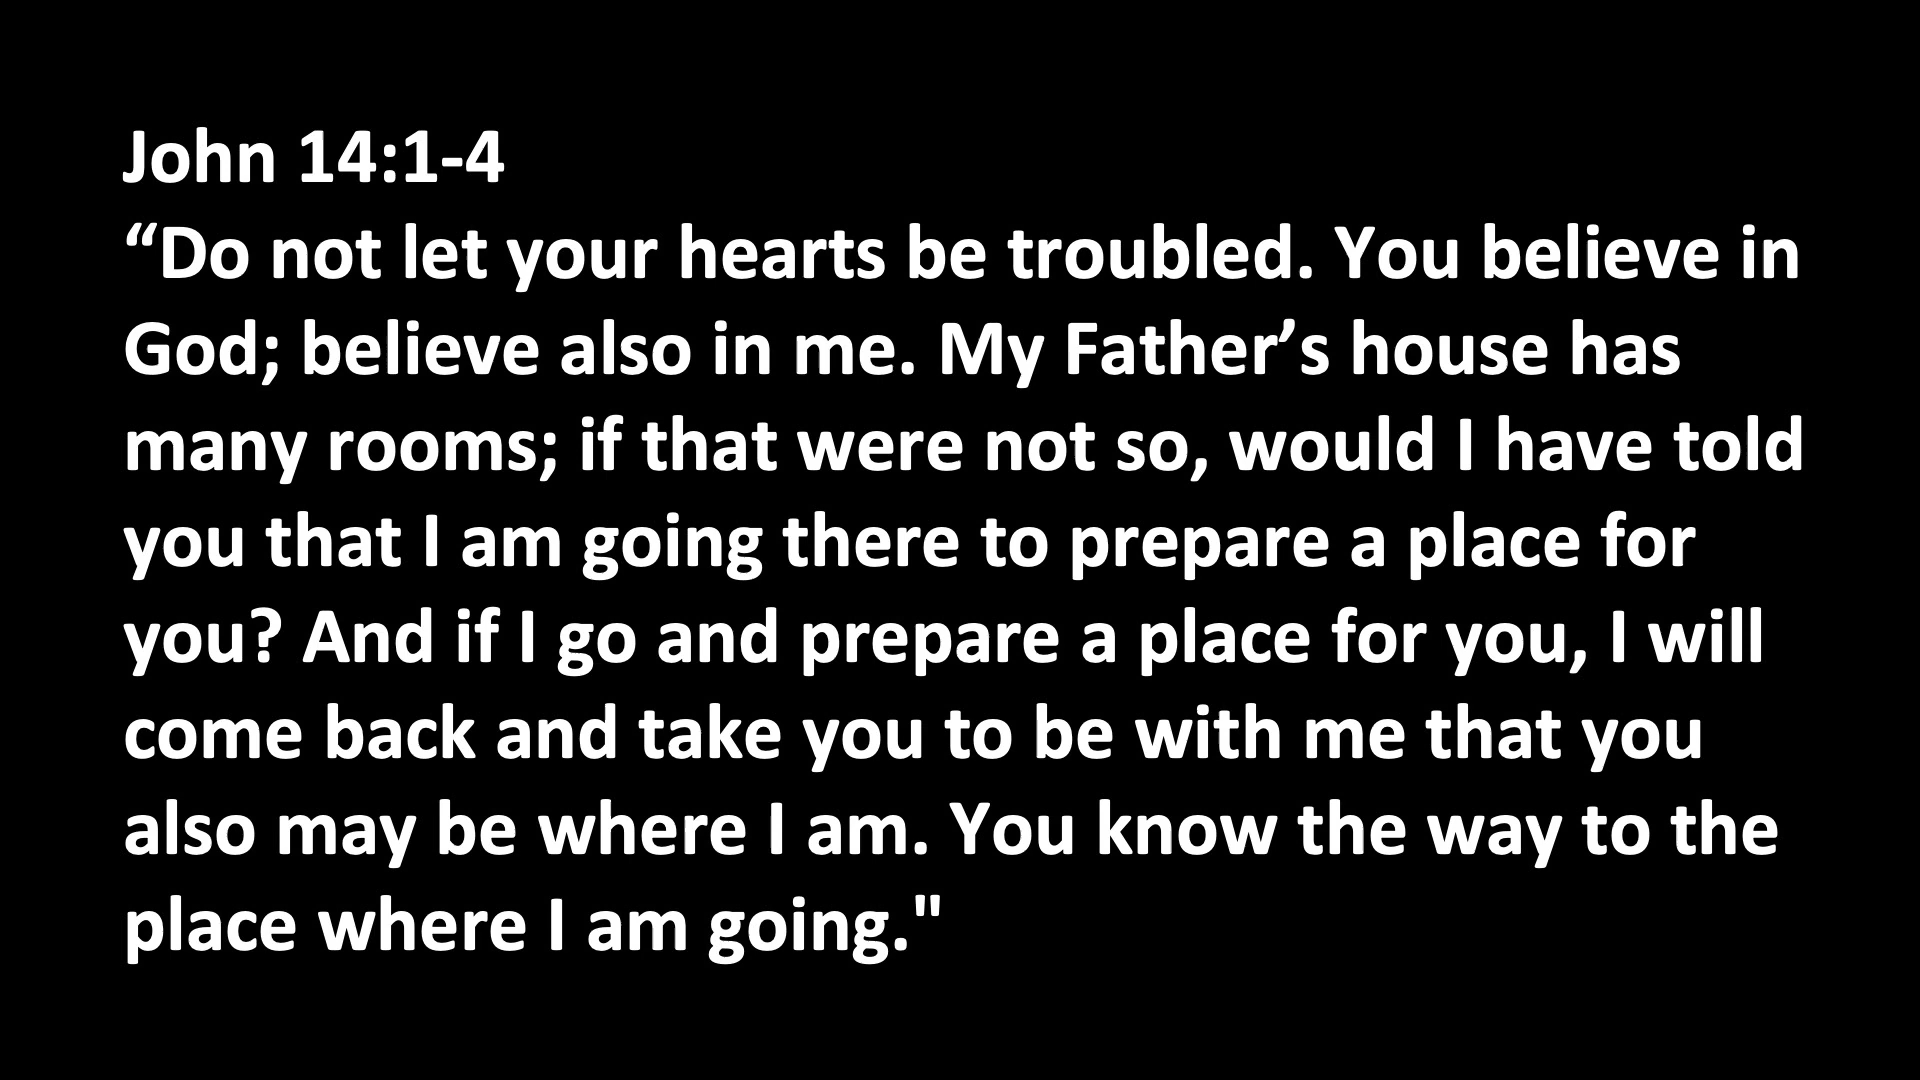 John 14:1-4
“Do not let your hearts be troubled. You believe in
God; believe also in me. My Father’s house has
many rooms; if that were not so, would I have told
you that I am going there to prepare a place for
you? And if I go and prepare a place for you, I will
come back and take you to be with me that you
also may be where I am. You know the way to the
place where I am going."